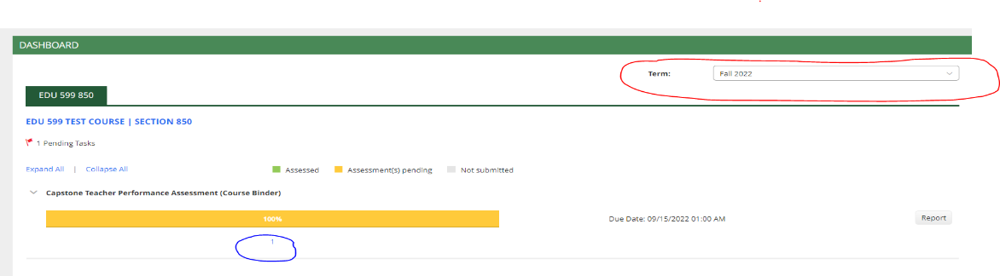 DASHBOARD
Term: Fall 2022
EDU 599 850
EDU 599 TEST COURSE | SECTION 850
1 Pending Tasks
Expand All | Collapse All Assessed Assessment(s) pending Not submitted
Capstone Teacher Performance Assessment (Course Binder)
100% Due Date: 09/15/2022 01:00 AM Report
1